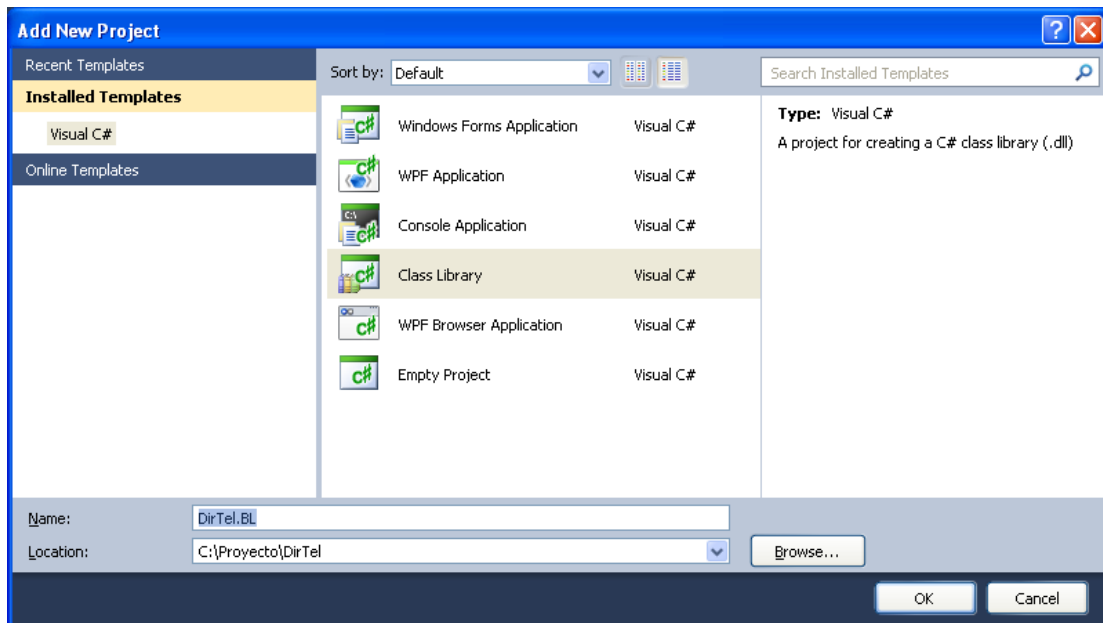 Add New Project
Recent Templates
Installed Templates
Visual C#
Online Templates
Sort by: Default
Search Installed Templates
Windows Forms Application Visual C#
WPF Application Visual C#
Console Application Visual C#
Class Library Visual C#
WPF Browser Application Visual C#
Empty Project Visual C#
Type: Visual C#
A project for creating a C# class library (.dll)
Name: DirTel.BL
Location: C:\Proyecto\DirTel
Browse...
OK Cancel